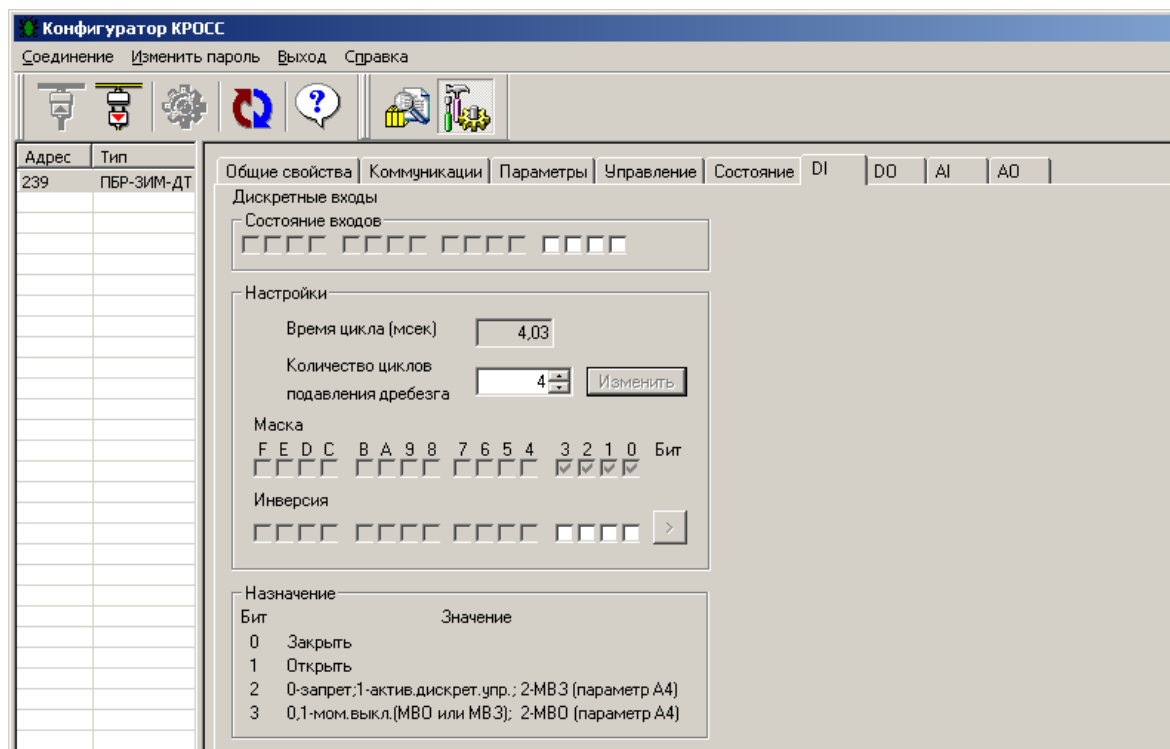 Конфигуратор КРОСС
Соединение Изменить пароль Выход Справка
Адрес Тип
239 ПБР-ЗИМ-ДТ
Общие свойства Коммуникации Параметры Управление Состояние DI DO AI AO
Дискретные входы
Состояние входов
Настройки
Время цикла (мсек) 4,03
Количество циклов
подавления дребезга 4 Изменить
Маска
F E D C B A 9 8 7 6 5 4 3 2 1 0 Бит
Инверсия
>
Назначение
Бит Значение
0 Закрыть
1 Открыть
2 0-запрет;1-актив.дискрет.упр.; 2-МВЗ (параметр А4)
3 0,1-мом.выкл.(МВО или МВЗ); 2-МВО (параметр А4)